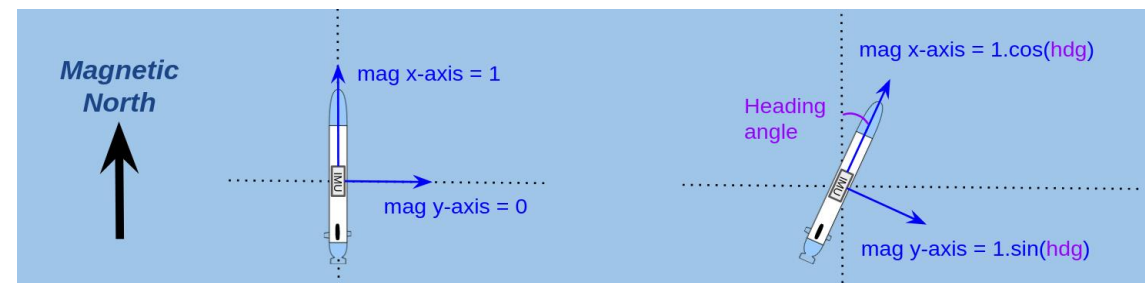 Magnetic
North
mag x-axis = 1
IMU
mag y-axis = 0
mag x-axis = 1.cos(hdg)
Heading
angle
IMU
mag y-axis = 1.sin(hdg)